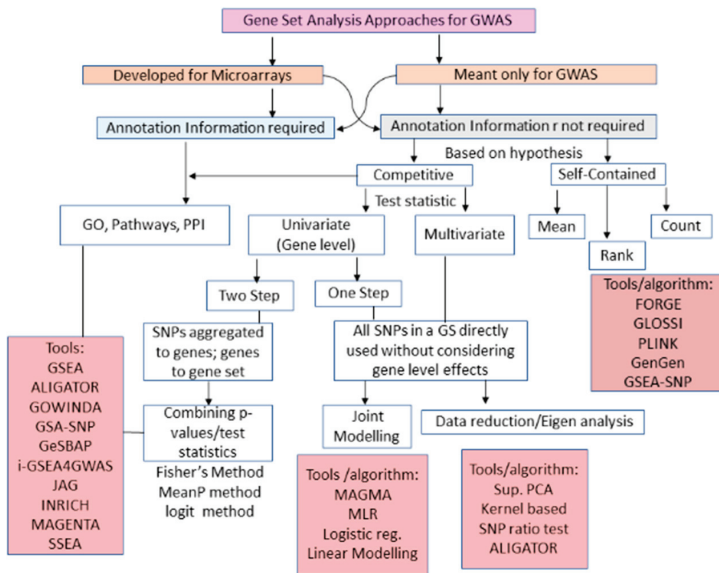 Gene Set Analysis Approaches for GWAS
Developed for Microarrays
Meant only for GWAS
Annotation Information required
Annotation Information r not required
Based on hypothesis
Competitive
Self-Contained
Test statistic
GO, Pathways, PPI
Univariate
(Gene level)
Multivariate
Mean
Count
Rank
Two Step
One Step
Tools/algorithm:
FORGE
GLOSSI
PLINK
GenGen
GSEA-SNP
SNPs aggregated
to genes; genes
to gene set
All SNPs in a GS directly
used without considering
gene level effects
Tools:
GSEA
ALIGATOR
GOWINDA
GSA-SNP
GeSBAP
i-GSEA4GWAS
JAG
INRICH
MAGENTA
SSEA
Combining p-
values/test
statistics
Fisher's Method
MeanP method
logit method
Joint
Modelling
Data reduction/Eigen analysis
Tools /algorithm:
MAGMA
MLR
Logistic reg.
Linear Modelling
Tools/algorithm:
Sup. PCA
Kernel based
SNP ratio test
ALIGATOR